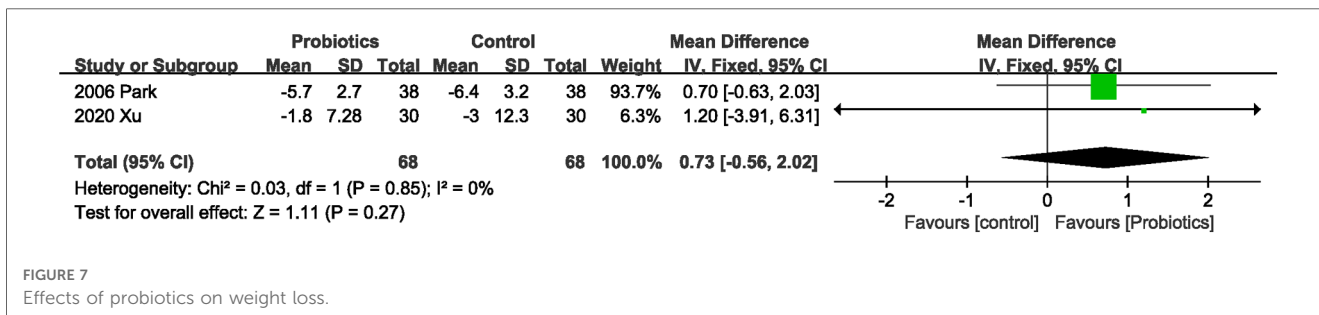 Probiotics Control Mean Difference Mean Difference
Study or Subgroup Mean SD Total Mean SD Total Weight IV, Fixed, 95% CI IV, Fixed, 95% CI
2006 Park -5.7 2.7 38 -6.4 3.2 38 93.7% 0.70 [-0.63, 2.03]
2020 Xu -1.8 7.28 30 -3 12.3 30 6.3% 1.20 [-3.91, 6.31]
Total (95% CI) 68 68 100.0% 0.73 [-0.56, 2.02]
Heterogeneity: Chi² = 0.03, df = 1 (P = 0.85); I² = 0%
Test for overall effect: Z = 1.11 (P = 0.27)
-2 -1 0 1 2
Favours [control] Favours [Probiotics]
FIGURE 7
Effects of probiotics on weight loss.